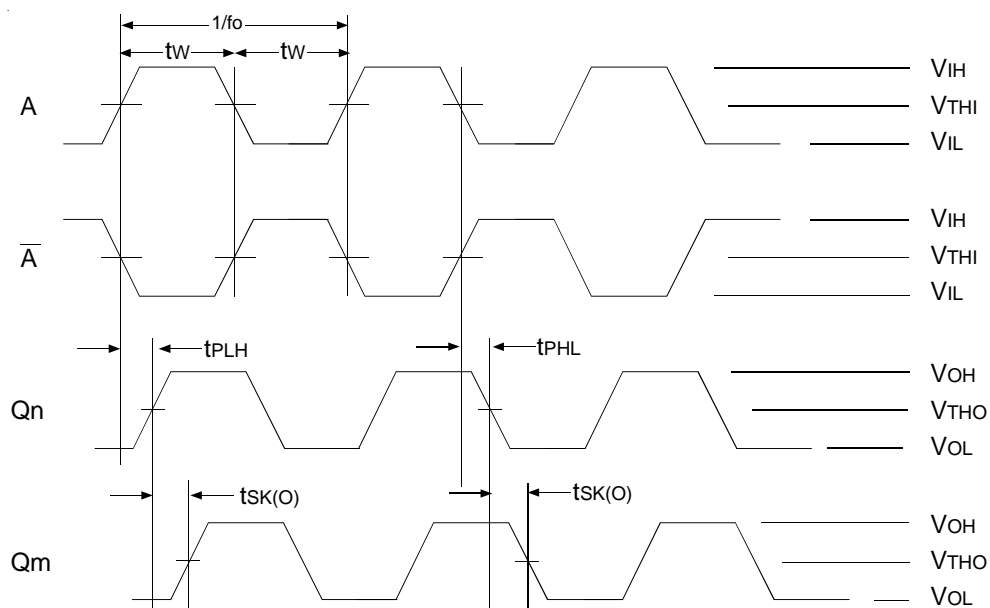 1/fo
tW tW
VIH
A VTHI
VIL
VIH
A VTHI
VIL
tPLH tPHL
VOH
Qn VTHO
VOL
tSK(O) tSK(O)
VOH
Qm VTHO
VOL